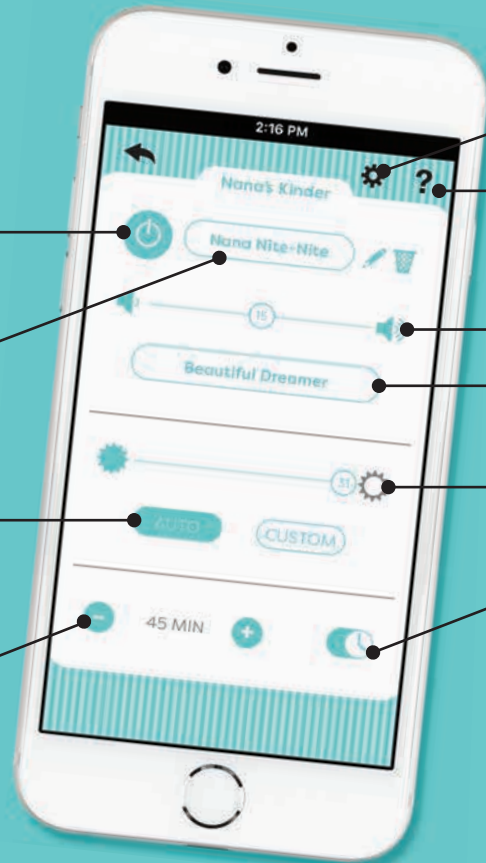 2:16 PM
?
Nana's Kinder
Nana Nite-Nite
15
Beautiful Dreamer
31
AUTO
CUSTOM
45 MIN